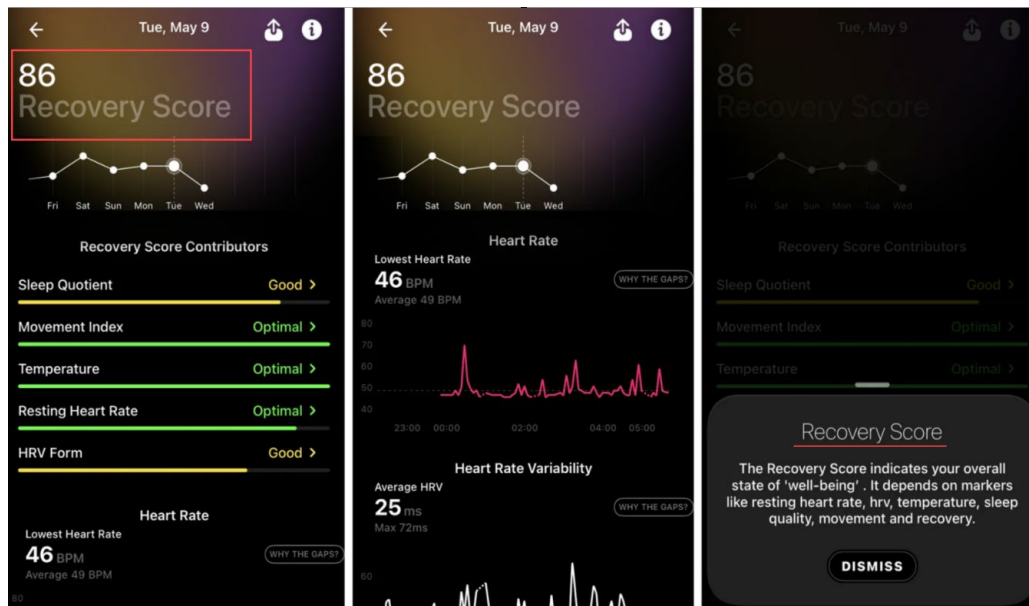 Tue, May 9
86
Recovery Score
Fri Sat Sun Mon Tue Wed
Recovery Score Contributors
Sleep Quotient Good >
Movement Index Optimal >
Temperature Optimal >
Resting Heart Rate Optimal >
HRV Form Good >
Heart Rate
Lowest Heart Rate
46 BPM
WHY THE GAPS?
Average 49 BPM
80
Tue, May 9
86
Recovery Score
Fri Sat Sun Mon Tue Wed
Heart Rate
Lowest Heart Rate
46 BPM
WHY THE GAPS?
Average 49 BPM
80
70
60
50
40
23:00 00:00 02:00 04:00 05:00
Heart Rate Variability
Average HRV
25 ms
WHY THE GAPS?
Max 72ms
60
Tue, May 9
86
Recovery Score
Fri Sat Sun Mon Tue Wed
Recovery Score Contributors
Sleep Quotient Good >
Movement Index Optimal >
Temperature Optimal >
Recovery Score
The Recovery Score indicates your overall
state of 'well-being' . It depends on markers
like resting heart rate, hrv, temperature, sleep
quality, movement and recovery.
DISMISS